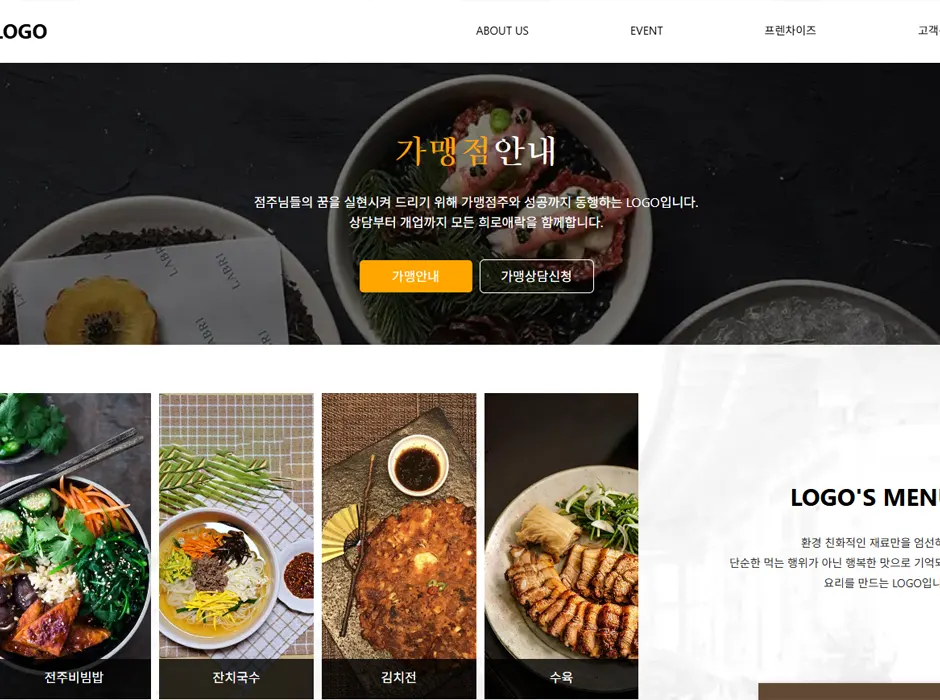 LOGO
ABOUT US
EVENT
프렌차이즈
고객
가맹점안내
점주님들의 꿈을 실현시켜 드리기 위해 가맹점주와 성공까지 동행하는 LOGO입니다.
상담부터 개업까지 모든 희로애락을 함께합니다.
가맹안내
가맹상담신청
LABRI
LABRI
LABRI
LABRI
전주비빔밥
잔치국수
김치전
수육
LOGO'S MENU
환경 친화적인 재료만을 엄선하
단순한 먹는 행위가 아닌 행복한 맛으로 기억되
요리를 만드는 LOGO입니